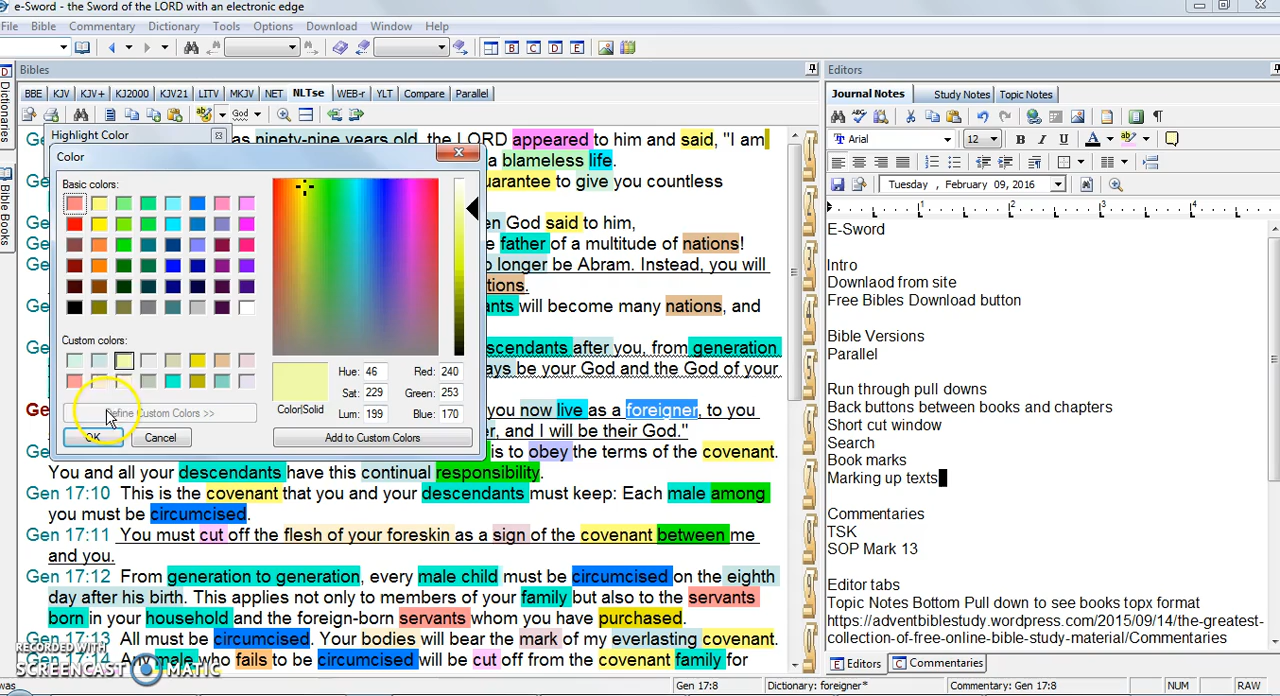 e-Sword - the Sword of the LORD with an electronic edge
File Bible Commentary Dictionary Tools Options Download Window Help
Bibles
Editors
BBE KJV KJV+ KJV2000 KJV21 LITV MKJV NET NLTse WEB-r YLT Compare Parallel
Journal Notes Study Notes Topic Notes
God
Arial 12 B I U
Tuesday , February 09, 2016
Dictionaries
Bible Books
Highlight Color
Color
Basic colors:
Custom colors:
Define Custom Colors >>
OK Cancel
Hue: 46 Red: 240
Sat: 229 Green: 253
Color|Solid Lum: 199 Blue: 170
Add to Custom Colors
ninety-nine years old, the LORD appeared to him and said, "I am
a blameless life.
guarantee to give you countless
en God said to him,
father of a multitude of nations!
longer be Abram. Instead, you will
will become many nations, and
scendants after you, from generation
be your God and the God of your
you now live as a foreigner, to you
, and I will be their God."
is to obey the terms of the covenant.
You and all your descendants have this continual responsibility.
Gen 17:10 This is the covenant that you and your descendants must keep: Each male among
you must be circumcised.
Gen 17:11 You must cut off the flesh of your foreskin as a sign of the covenant between me
and you.
Gen 17:12 From generation to generation, every male child must be circumcised on the eighth
day after his birth. This applies not only to members of your family but also to the servants
born in your household and the foreign-born servants whom you have purchased.
Gen 17:13 All must be circumcised. Your bodies will bear the mark of my everlasting covenant.
Gen 17:14 Any male who fails to be circumcised will be cut off from the covenant family for
1 2 3 4
E-Sword
Intro
Downlaod from site
Free Bibles Download button
Bible Versions
Parallel
Run through pull downs
Back buttons between books and chapters
Short cut window
Search
Book marks
Marking up texts
Commentaries
TSK
SOP Mark 13
Editor tabs
Topic Notes Bottom Pull down to see books topx format
https://adventbiblestudy.wordpress.com/2015/09/14/the-greatest-
collection-of-free-online-bible-study-material/Commentaries
Editors Commentaries
RECORDED WITH
SCREENCAST MATIC
was Gen 17:8 Dictionary: foreigner* Commentary: Gen 17:8 NUM RAW